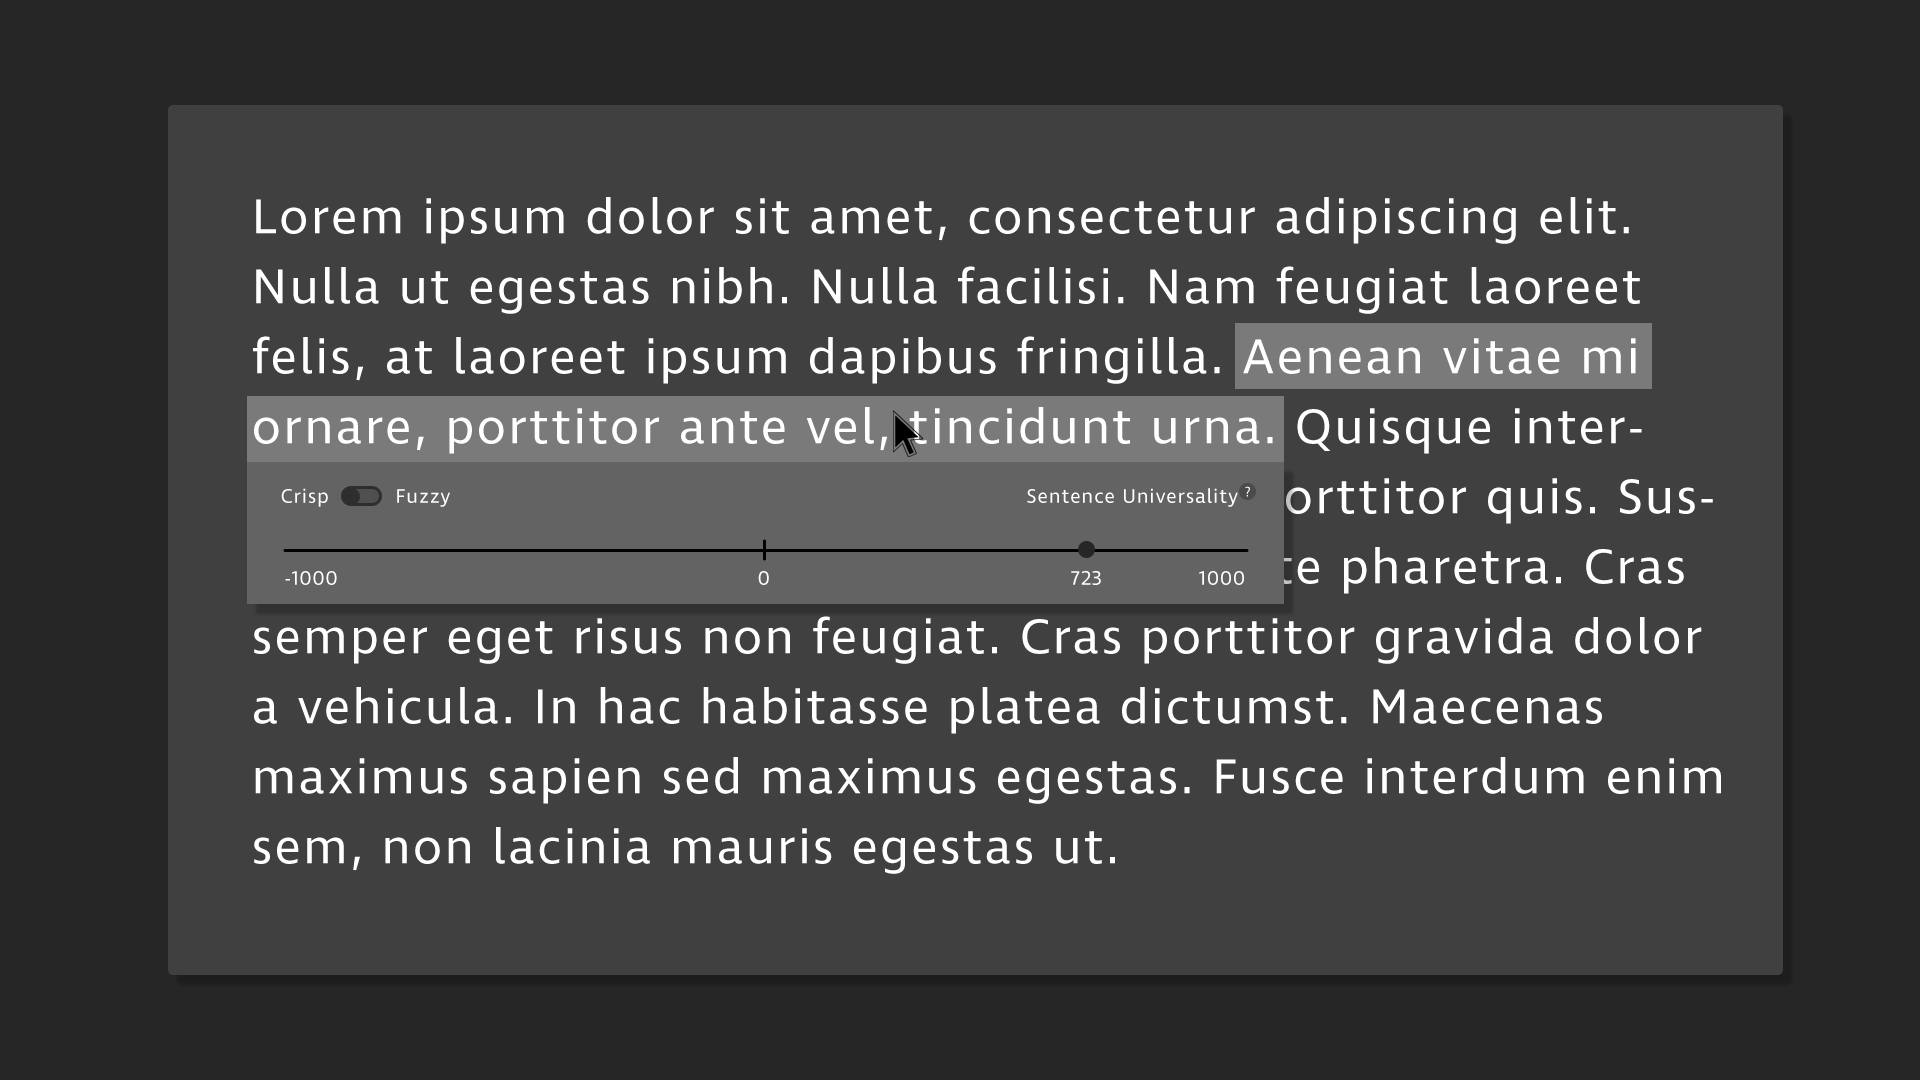 Lorem ipsum dolor sit amet, consectetur adipiscing elit.
Nulla ut egestas nibh. Nulla facilisi. Nam feugiat laoreet
felis, at laoreet ipsum dapibus fringilla. Aenean vitae mi
ornare, porttitor ante vel, tincidunt urna. Quisque inter-
Crisp Fuzzy Sentence Universality ?
orttitor quis. Sus-
te pharetra. Cras
-1000 0 723 1000
semper eget risus non feugiat. Cras porttitor gravida dolor
a vehicula. In hac habitasse platea dictumst. Maecenas
maximus sapien sed maximus egestas. Fusce interdum enim
sem, non lacinia mauris egestas ut.